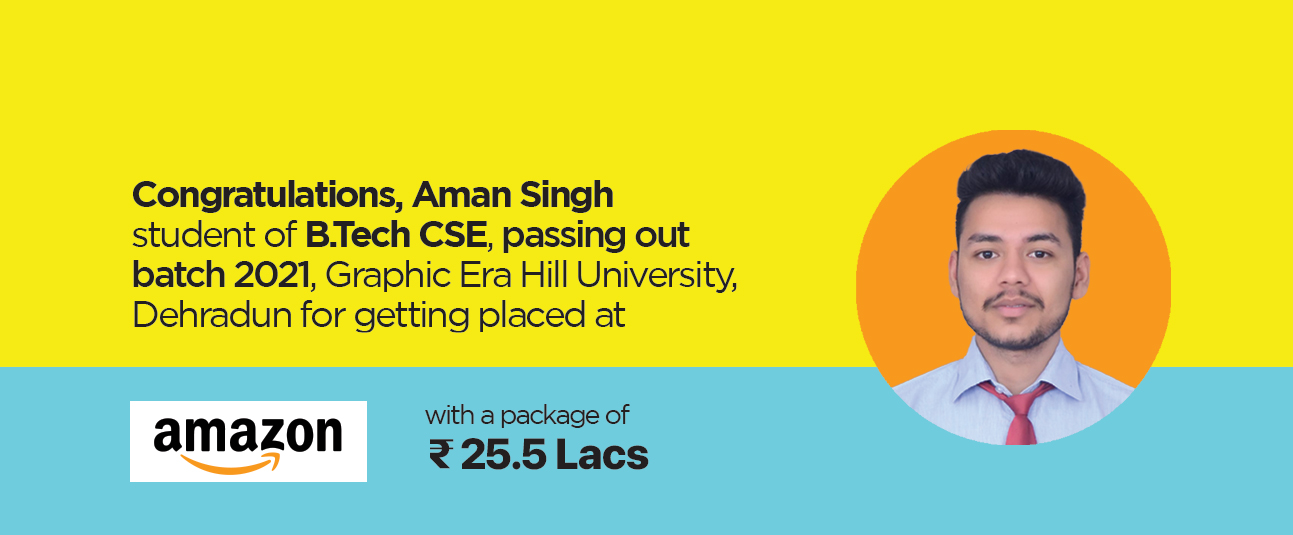 Congratulations, Aman Singh
student of B.Tech CSE, passing out
batch 2021, Graphic Era Hill University,
Dehradun for getting placed at
amazon
with a package of
₹ 25.5 Lacs